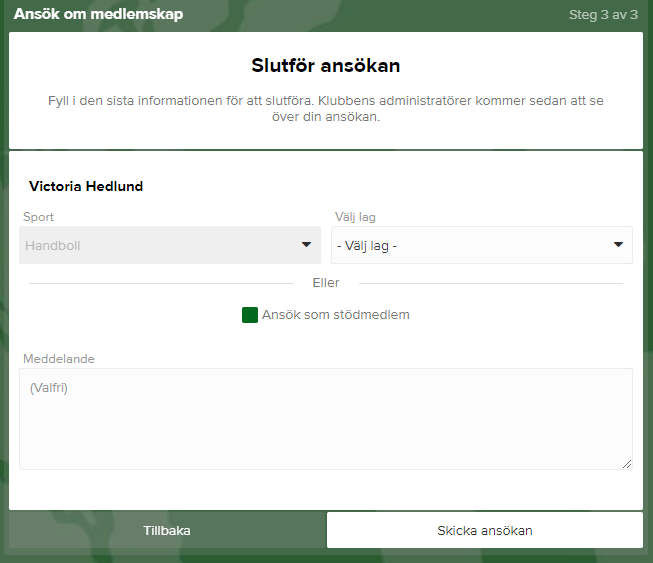 Ansök om medlemskap
Steg 3 av 3
Slutför ansökan
Fyll i den sista informationen för att slutföra. Klubbens administratörer kommer sedan att se
över din ansökan.
Victoria Hedlund
Sport
Välj lag
Handboll
- Välj lag -
Eller
Ansök som stödmedlem
Meddelande
(Valfri)
Tillbaka
Skicka ansökan